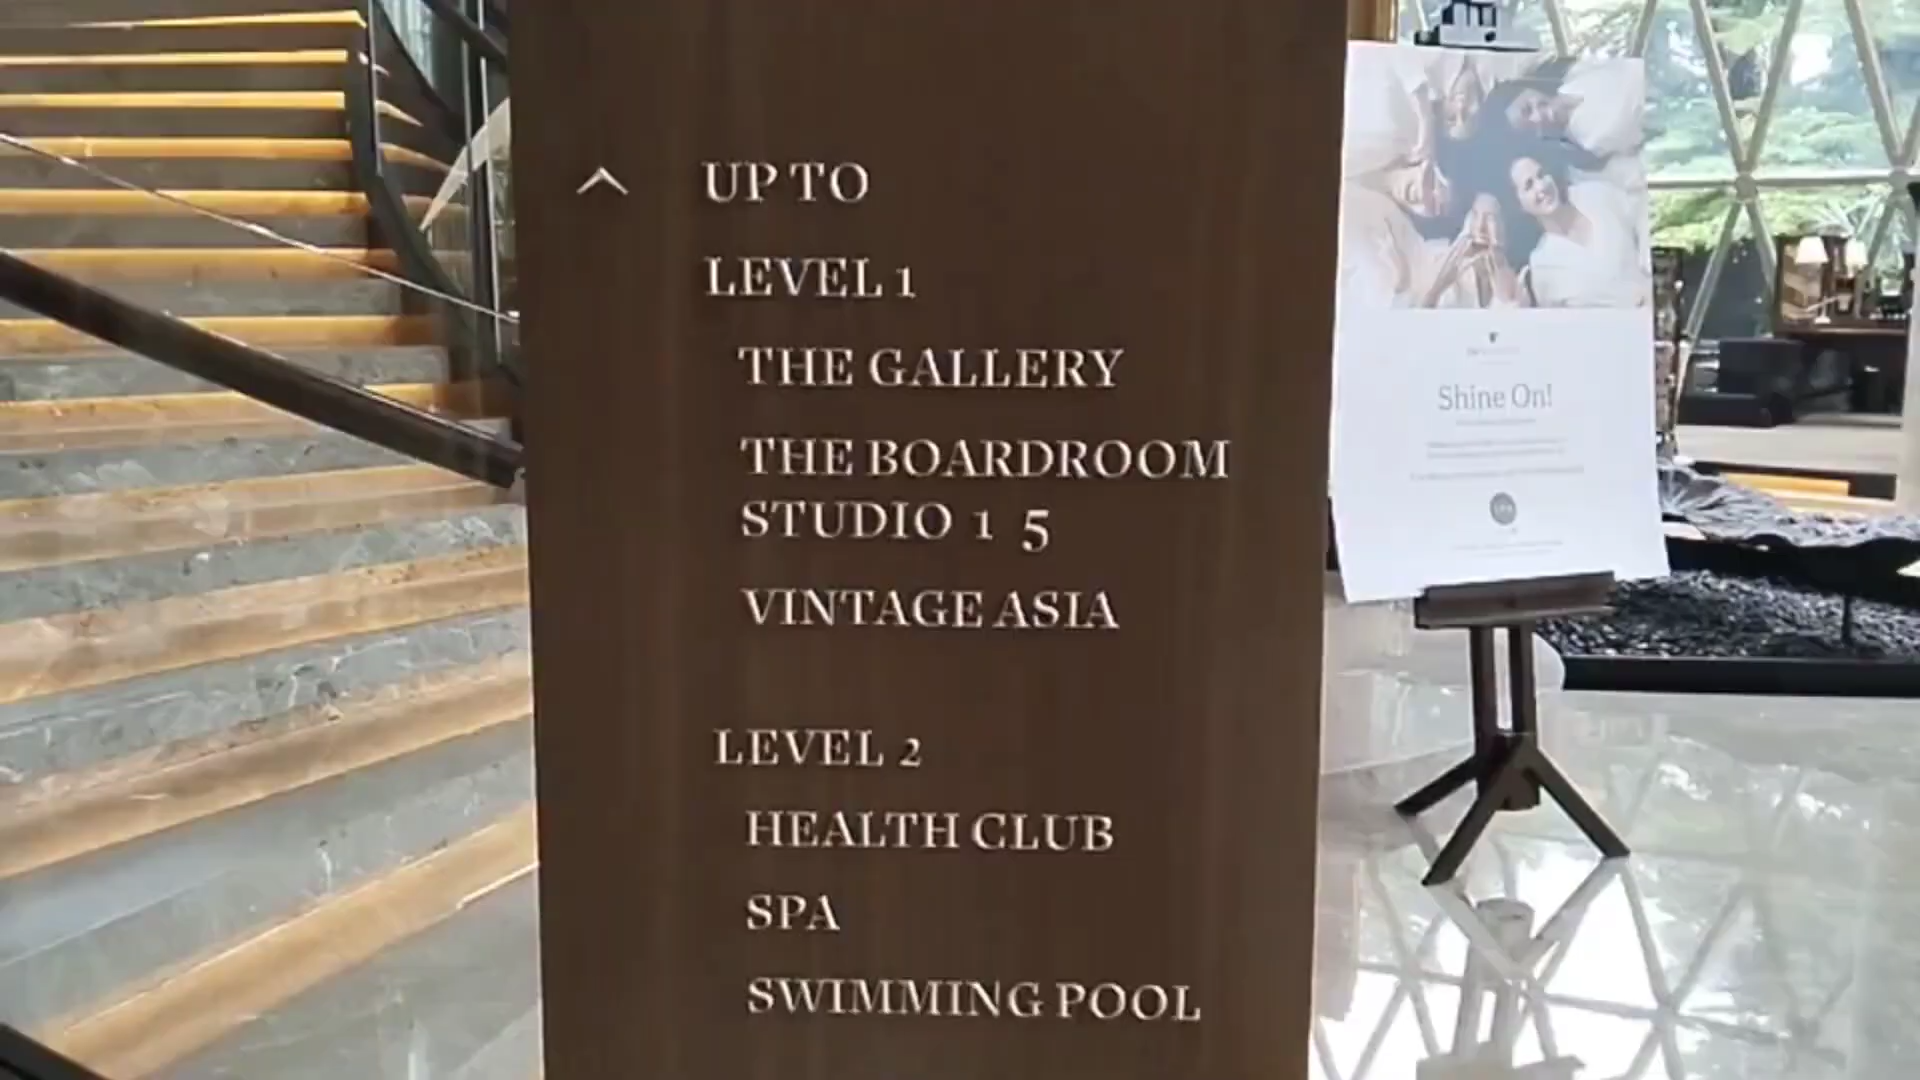 UP TO
LEVEL 1
THE GALLERY
THE BOARDROOM
STUDIO 1 5
VINTAGE ASIA
LEVEL 2
HEALTH CLUB
SPA
SWIMMING POOL
Shine On!